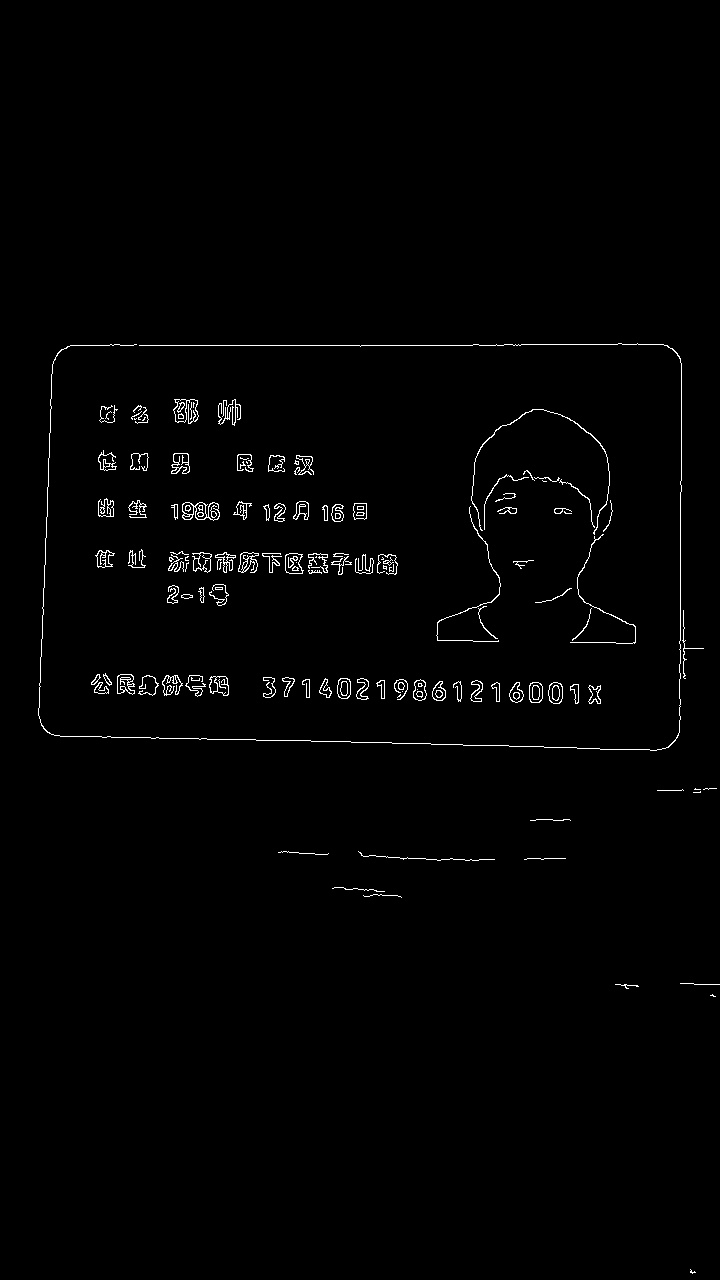 姓名 邵帅
性别 男 民族 汉
出生 1986 年 12 月 16 日
住址 济南市历下区燕子山路
2-1号
公民身份号码 37140219861216001X